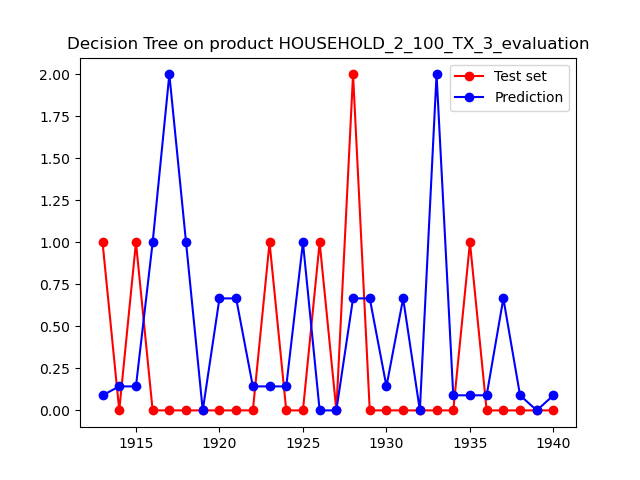 Decision Tree on product HOUSEHOLD_2_100_TX_3_evaluation
Test set
Prediction
2.00
1.75
1.50
1.25
1.00
0.75
0.50
0.25
0.00
1915 1920 1925 1930 1935 1940